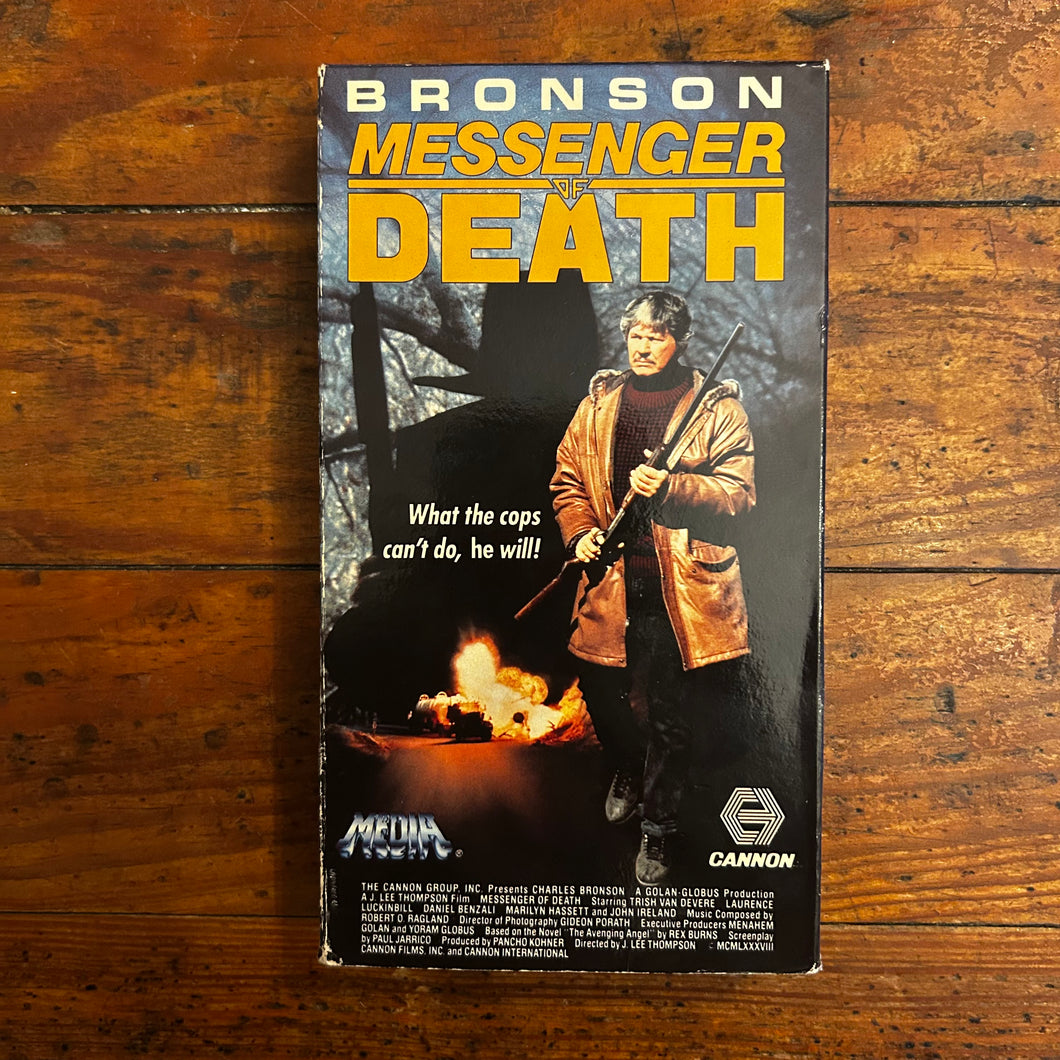 BRONSON
MESSENGER
OF
DEATH
What the cops
can't do, he will!
MEDIA®
CANNON
THE CANNON GROUP, INC. Presents CHARLES BRONSON A GOLAN-GLOBUS Production
A J. LEE THOMPSON Film MESSENGER OF DEATH Starring TRISH VAN DEVERE LAURENCE
LUCKINBILL DANIEL BENZALI MARILYN HASSETT and JOHN IRELAND Music Composed by
ROBERT O. RAGLAND Director of Photography GIDEON PORATH Executive Producers MENAHEM
GOLAN and YORAM GLOBUS Based on the Novel "The Avenging Angel" by REX BURNS Screenplay
by PAUL JARRICO Produced by PANCHO KOHNER Directed by J. LEE THOMPSON MCMLXXXVIII
CANNON FILMS, INC. and CANNON INTERNATIONAL